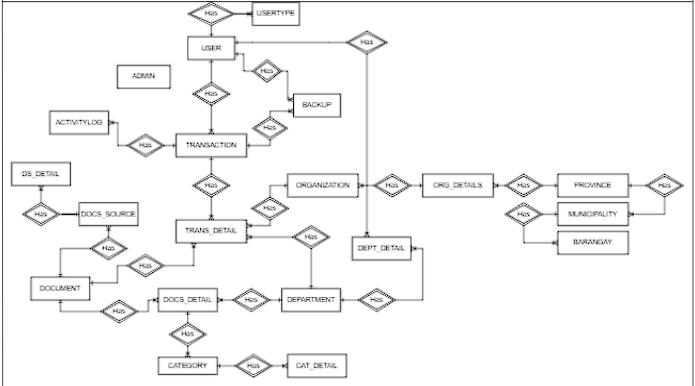 Has USERTYPE
USER Has
ADMIN Has
Has BACKUP
ACTIVITYLOG Has
Has TRANSACTION
DS_DETAIL Has ORGANIZATION Has ORG_DETAILS Has PROVINCE Has
Has DOCS_SOURCE Has Has MUNICIPALITY
TRANS_DETAIL Has
Has DEPT_DETAIL BARANGAY
Has
DOCUMENT
Has DOCS_DETAIL Has DEPARTMENT Has
Has
CATEGORY Has CAT_DETAIL